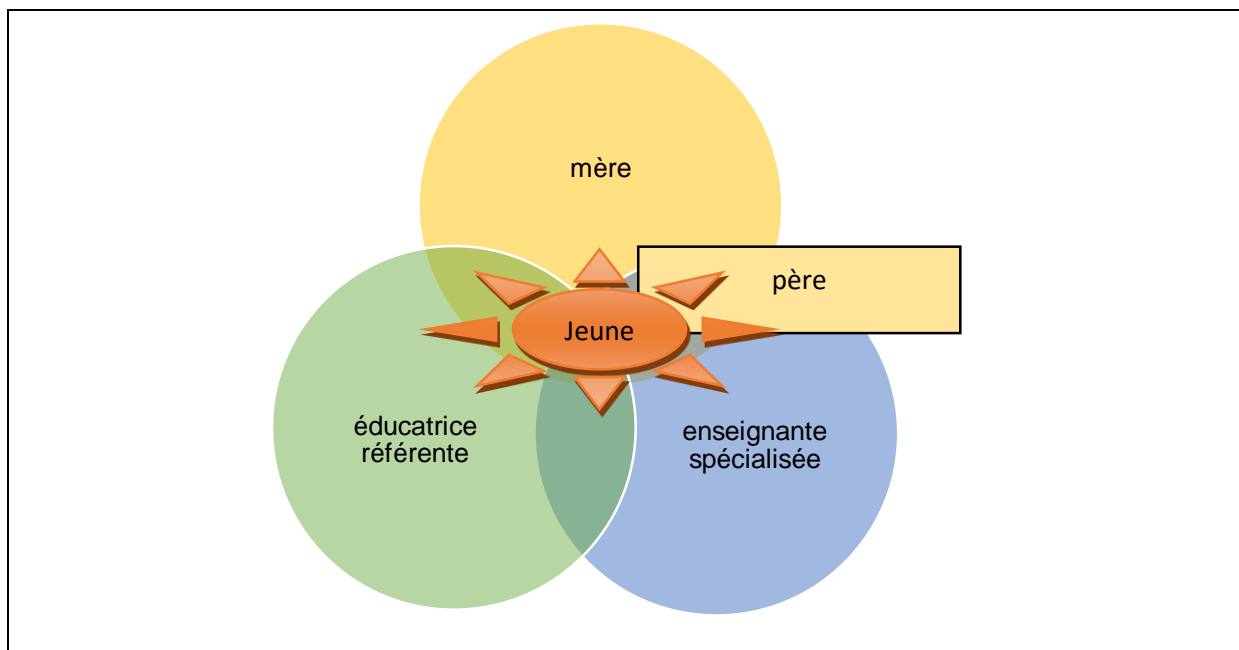 mère
père
Jeune
éducatrice
référente
enseignante
spécialisée